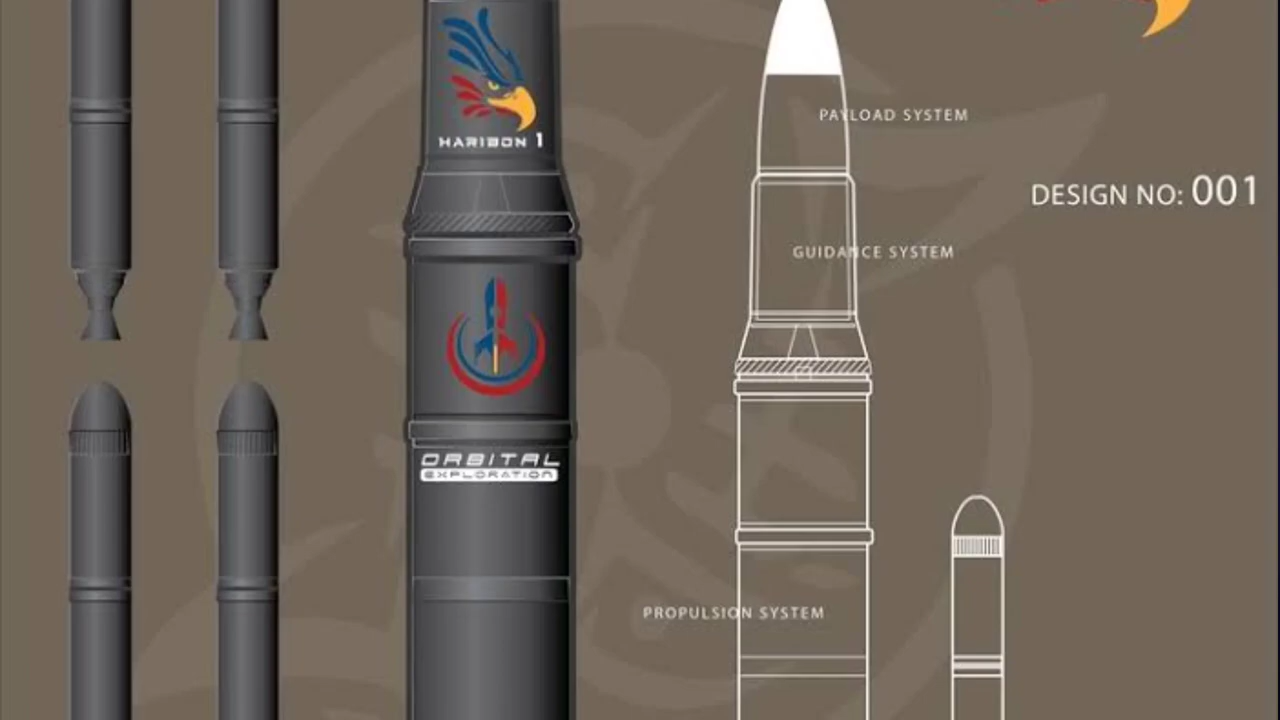 HARIBON 1
PAYLOAD SYSTEM
DESIGN NO: 001
GUIDANCE SYSTEM
ORBITAL
EXPLORATION
PROPULSION SYSTEM